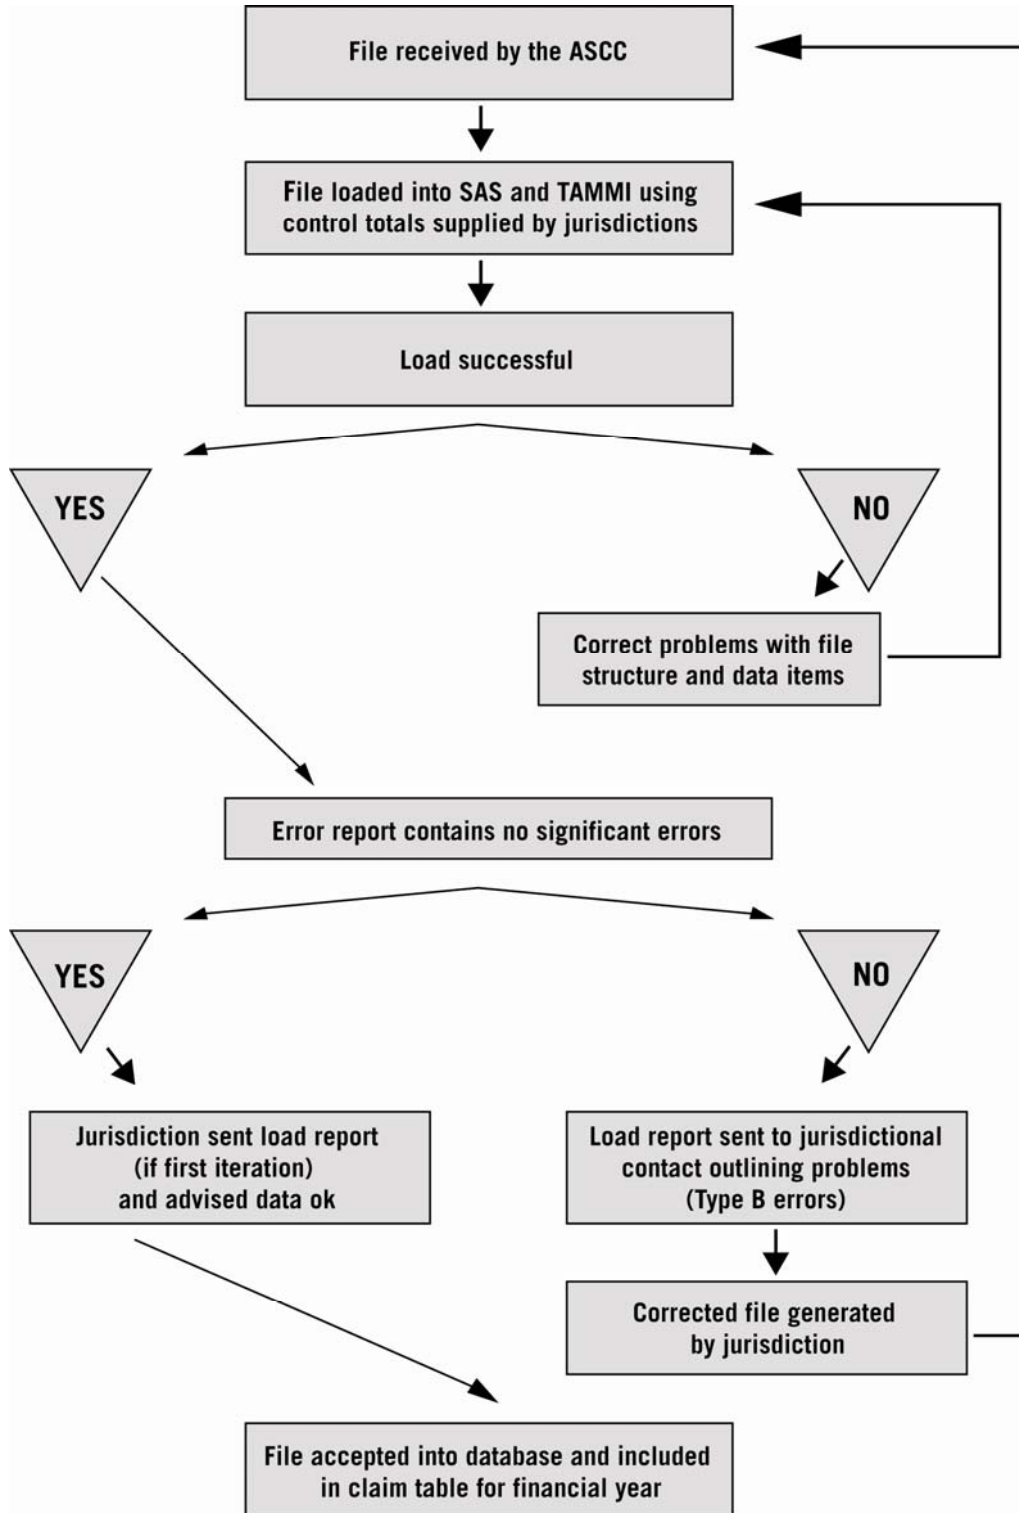 File received by the ASCC
File loaded into SAS and TAMMI using
control totals supplied by jurisdictions
Load successful
YES
NO
Correct problems with file
structure and data items
Error report contains no significant errors
YES
NO
Jurisdiction sent load report
(if first iteration)
and advised data ok
Load report sent to jurisdictional
contact outlining problems
(Type B errors)
Corrected file generated
by jurisdiction
File accepted into database and included
in claim table for financial year